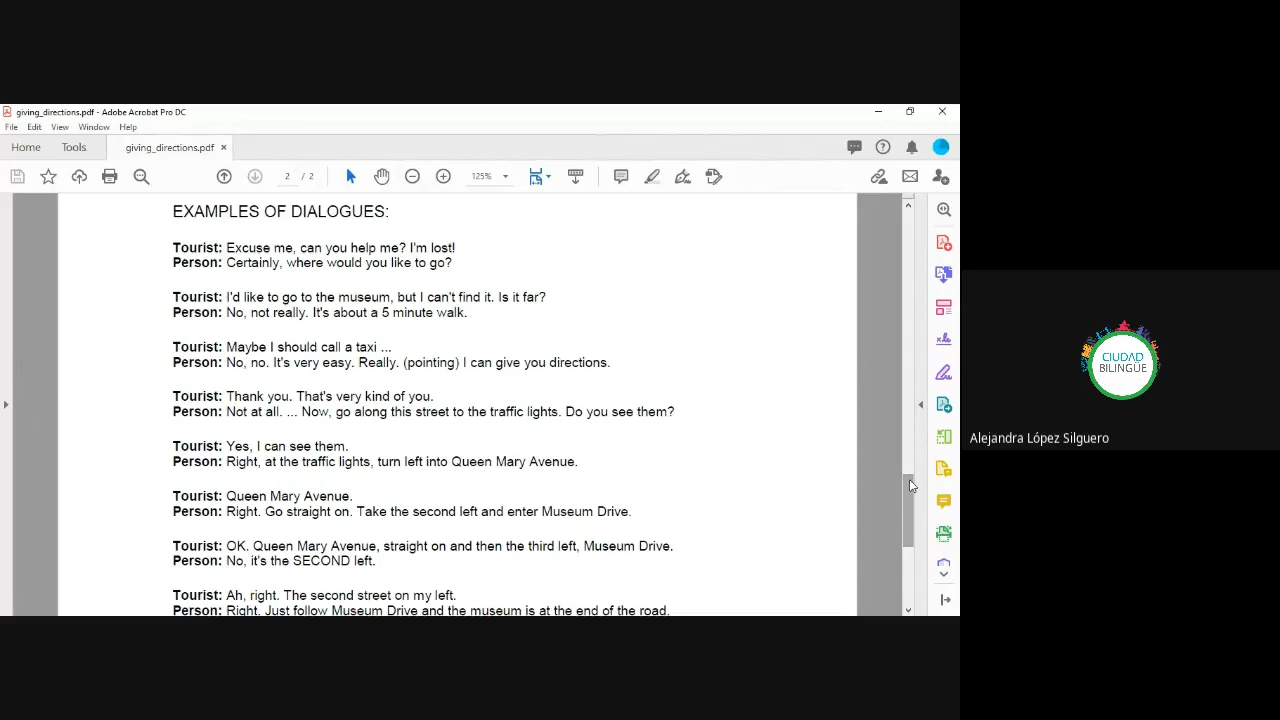 giving_directions.pdf - Adobe Acrobat Pro DC
File Edit View Window Help
Home Tools giving_directions.pdf ×
2 / 2 125%
EXAMPLES OF DIALOGUES:
Tourist: Excuse me, can you help me? I'm lost!
Person: Certainly, where would you like to go?
Tourist: I'd like to go to the museum, but I can't find it. Is it far?
Person: No, not really. It's about a 5 minute walk.
Tourist: Maybe I should call a taxi ...
Person: No, no. It's very easy. Really. (pointing) I can give you directions.
Tourist: Thank you. That's very kind of you.
Person: Not at all. ... Now, go along this street to the traffic lights. Do you see them?
Tourist: Yes, I can see them.
Person: Right, at the traffic lights, turn left into Queen Mary Avenue.
Tourist: Queen Mary Avenue.
Person: Right. Go straight on. Take the second left and enter Museum Drive.
Tourist: OK. Queen Mary Avenue, straight on and then the third left, Museum Drive.
Person: No, it's the SECOND left.
Tourist: Ah, right. The second street on my left.
Person: Right. Just follow Museum Drive and the museum is at the end of the road.
CIUDAD
BILINGÜE
Alejandra López Silguero